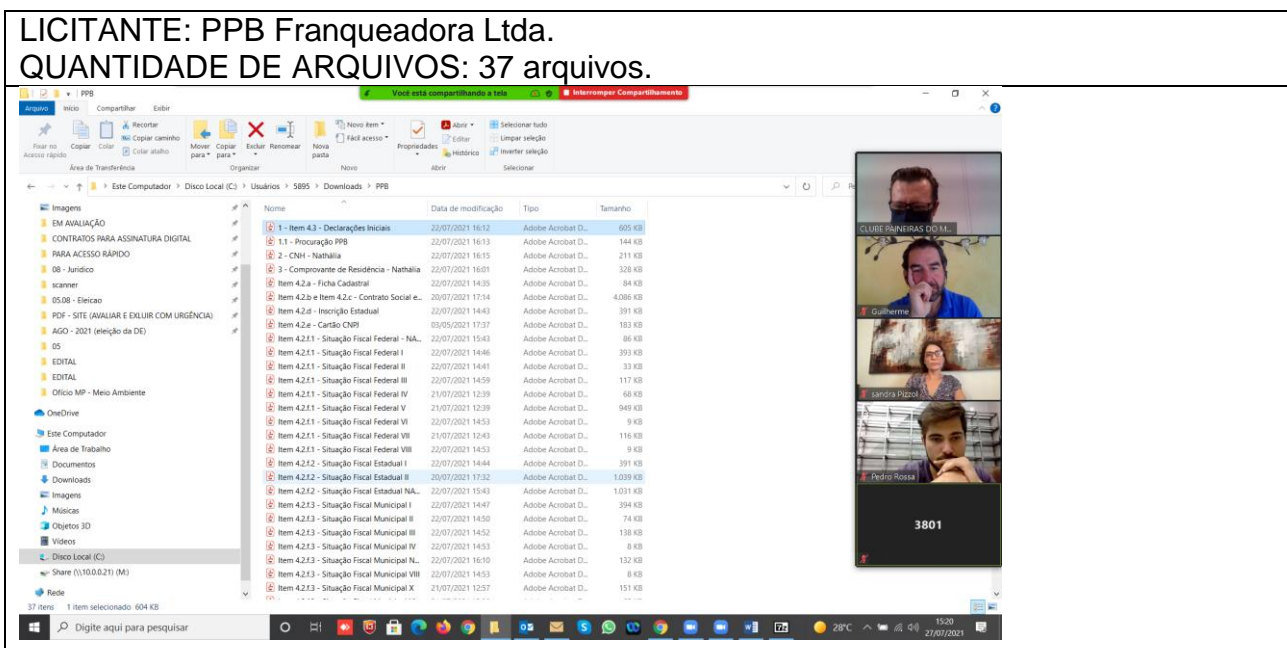 LICITANTE: PPB Franqueadora Ltda.
QUANTIDADE DE ARQUIVOS: 37 arquivos.
PPB
Você está compartilhando a tela
Interromper Compartilhamento
Arquivo Início Compartilhar Exibir
Fixar no Acesso rápido
Copiar
Colar
Recortar
Copiar caminho
Colar atalho
Mover para
Copiar para
Excluir
Renomear
Nova pasta
Novo item
Fácil acesso
Propriedades
Abrir
Editar
Histórico
Selecionar tudo
Limpar seleção
Inverter seleção
Área de Transferência Organizar Novo Abrir Selecionar
Este Computador > Disco Local (C:) > Usuários > 5895 > Downloads > PPB
Imagens
EM AVALIAÇÃO
CONTRATOS PARA ASSINATURA DIGITAL
PARA ACESSO RÁPIDO
08 - Juridico
scanner
05.08 - Eleicao
PDF - SITE (AVALIAR E EXLUIR COM URGÊNCIA)
AGO - 2021 (eleição da DE)
05
EDITAL
EDITAL
Ofício MP - Meio Ambiente
OneDrive
Este Computador
Área de Trabalho
Documentos
Downloads
Imagens
Músicas
Objetos 3D
Vídeos
Disco Local (C:)
Share (\\10.0.0.21) (M:)
Rede
Nome Data de modificação Tipo Tamanho
1 - Item 4.3 - Declarações Iniciais 22/07/2021 16:12 Adobe Acrobat D... 605 KB
1.1 - Procuração PPB 22/07/2021 16:13 Adobe Acrobat D... 144 KB
2 - CNH - Nathália 22/07/2021 16:15 Adobe Acrobat D... 211 KB
3 - Comprovante de Residência - Nathália 22/07/2021 16:01 Adobe Acrobat D... 328 KB
Item 4.2.a - Ficha Cadastral 22/07/2021 14:35 Adobe Acrobat D... 84 KB
Item 4.2.b e Item 4.2.c - Contrato Social e... 20/07/2021 17:14 Adobe Acrobat D... 4.086 KB
Item 4.2.d - Inscrição Estadual 22/07/2021 14:43 Adobe Acrobat D... 391 KB
Item 4.2.e - Cartão CNPJ 03/05/2021 17:37 Adobe Acrobat D... 183 KB
Item 4.2.f.1 - Situação Fiscal Federal - NA... 22/07/2021 15:43 Adobe Acrobat D... 86 KB
Item 4.2.f.1 - Situação Fiscal Federal I 22/07/2021 14:46 Adobe Acrobat D... 393 KB
Item 4.2.f.1 - Situação Fiscal Federal II 22/07/2021 14:41 Adobe Acrobat D... 33 KB
Item 4.2.f.1 - Situação Fiscal Federal III 22/07/2021 14:59 Adobe Acrobat D... 117 KB
Item 4.2.f.1 - Situação Fiscal Federal IV 21/07/2021 12:39 Adobe Acrobat D... 68 KB
Item 4.2.f.1 - Situação Fiscal Federal V 21/07/2021 12:39 Adobe Acrobat D... 949 KB
Item 4.2.f.1 - Situação Fiscal Federal VI 22/07/2021 14:53 Adobe Acrobat D... 9 KB
Item 4.2.f.1 - Situação Fiscal Federal VII 21/07/2021 12:43 Adobe Acrobat D... 116 KB
Item 4.2.f.1 - Situação Fiscal Federal VIII 22/07/2021 14:53 Adobe Acrobat D... 9 KB
Item 4.2.f.2 - Situação Fiscal Estadual I 22/07/2021 14:44 Adobe Acrobat D... 391 KB
Item 4.2.f.2 - Situação Fiscal Estadual II 20/07/2021 17:32 Adobe Acrobat D... 1.039 KB
Item 4.2.f.2 - Situação Fiscal Estadual NA... 22/07/2021 15:43 Adobe Acrobat D... 1.031 KB
Item 4.2.f.3 - Situação Fiscal Municipal I 22/07/2021 14:47 Adobe Acrobat D... 394 KB
Item 4.2.f.3 - Situação Fiscal Municipal II 22/07/2021 14:50 Adobe Acrobat D... 74 KB
Item 4.2.f.3 - Situação Fiscal Municipal III 22/07/2021 14:52 Adobe Acrobat D... 138 KB
Item 4.2.f.3 - Situação Fiscal Municipal IV 22/07/2021 14:53 Adobe Acrobat D... 8 KB
Item 4.2.f.3 - Situação Fiscal Municipal N... 22/07/2021 16:10 Adobe Acrobat D... 132 KB
Item 4.2.f.3 - Situação Fiscal Municipal VIII 22/07/2021 14:53 Adobe Acrobat D... 8 KB
Item 4.2.f.3 - Situação Fiscal Municipal X 21/07/2021 12:57 Adobe Acrobat D... 151 KB
CLUBE PAINEIRAS DO M...
Guilherme
sandra Pizzol
Pedro Rossa
3801
37 itens 1 item selecionado 604 KB
Digite aqui para pesquisar
28°C
15:20
27/07/2021